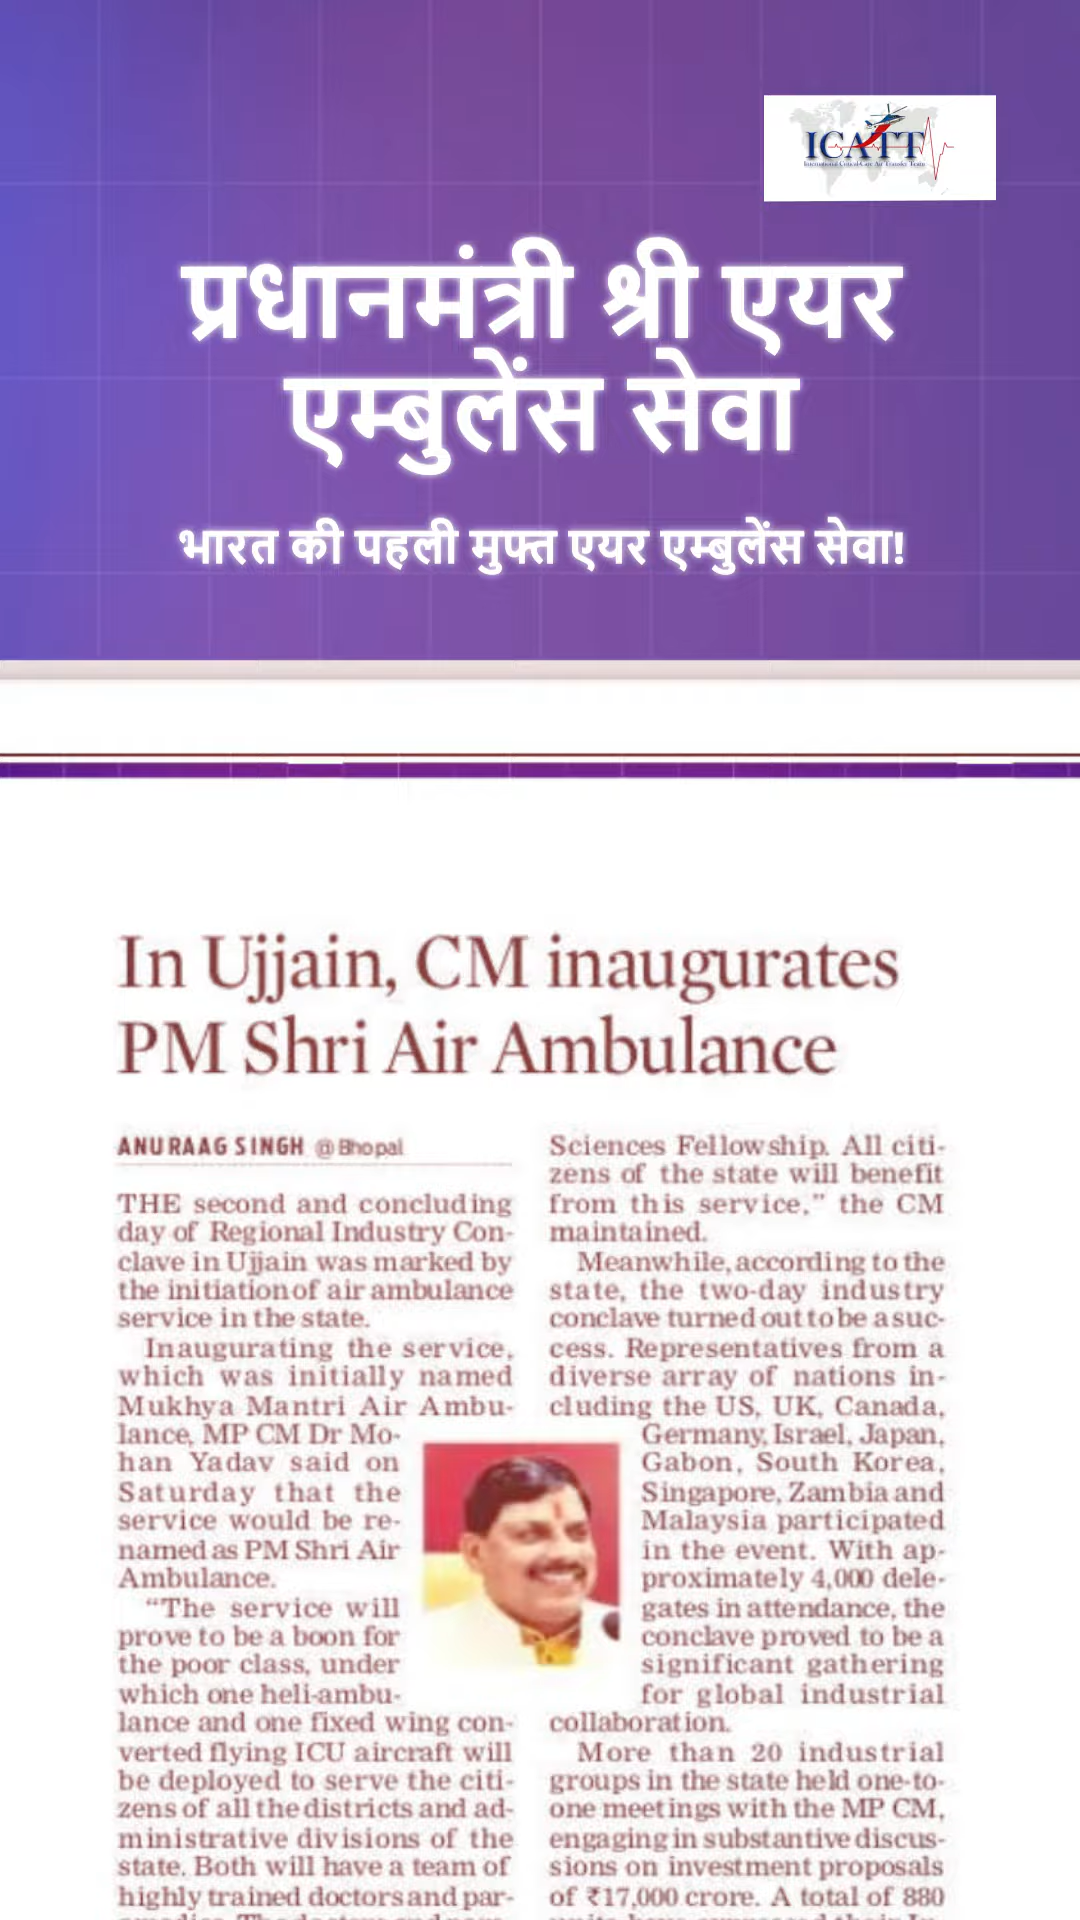 ICATT
International Critical-Care Air Transfer Team
प्रधानमंत्री श्री एयर
एम्बुलेंस सेवा
भारत की पहली मुफ्त एयर एम्बुलेंस सेवा!
In Ujjain, CM inaugurates
PM Shri Air Ambulance
ANURAAG SINGH @ Bhopal
THE second and concluding
day of Regional Industry Con-
clave in Ujjain was marked by
the initiation of air ambulance
service in the state.
Inaugurating the service,
which was initially named
Mukhya Mantri Air Ambu-
lance, MP CM Dr Mo-
han Yadav said on
Saturday that the
service would be re-
named as PM Shri Air
Ambulance.
“The service will
prove to be a boon for
the poor class, under
which one heli-ambu-
lance and one fixed wing con-
verted flying ICU aircraft will
be deployed to serve the citi-
zens of all the districts and ad-
ministrative divisions of the
state. Both will have a team of
highly trained doctors and par-
Sciences Fellowship. All citi-
zens of the state will benefit
from this service,” the CM
maintained.
Meanwhile, according to the
state, the two-day industry
conclave turned out to be a suc-
cess. Representatives from a
diverse array of nations in-
cluding the US, UK, Canada,
Germany, Israel, Japan,
Gabon, South Korea,
Singapore, Zambia and
Malaysia participated
in the event. With ap-
proximately 4,000 dele-
gates in attendance, the
conclave proved to be a
significant gathering
for global industrial
collaboration.
More than 20 industrial
groups in the state held one-to-
one meetings with the MP CM,
engaging in substantive discus-
sions on investment proposals
of ₹17,000 crore. A total of 880